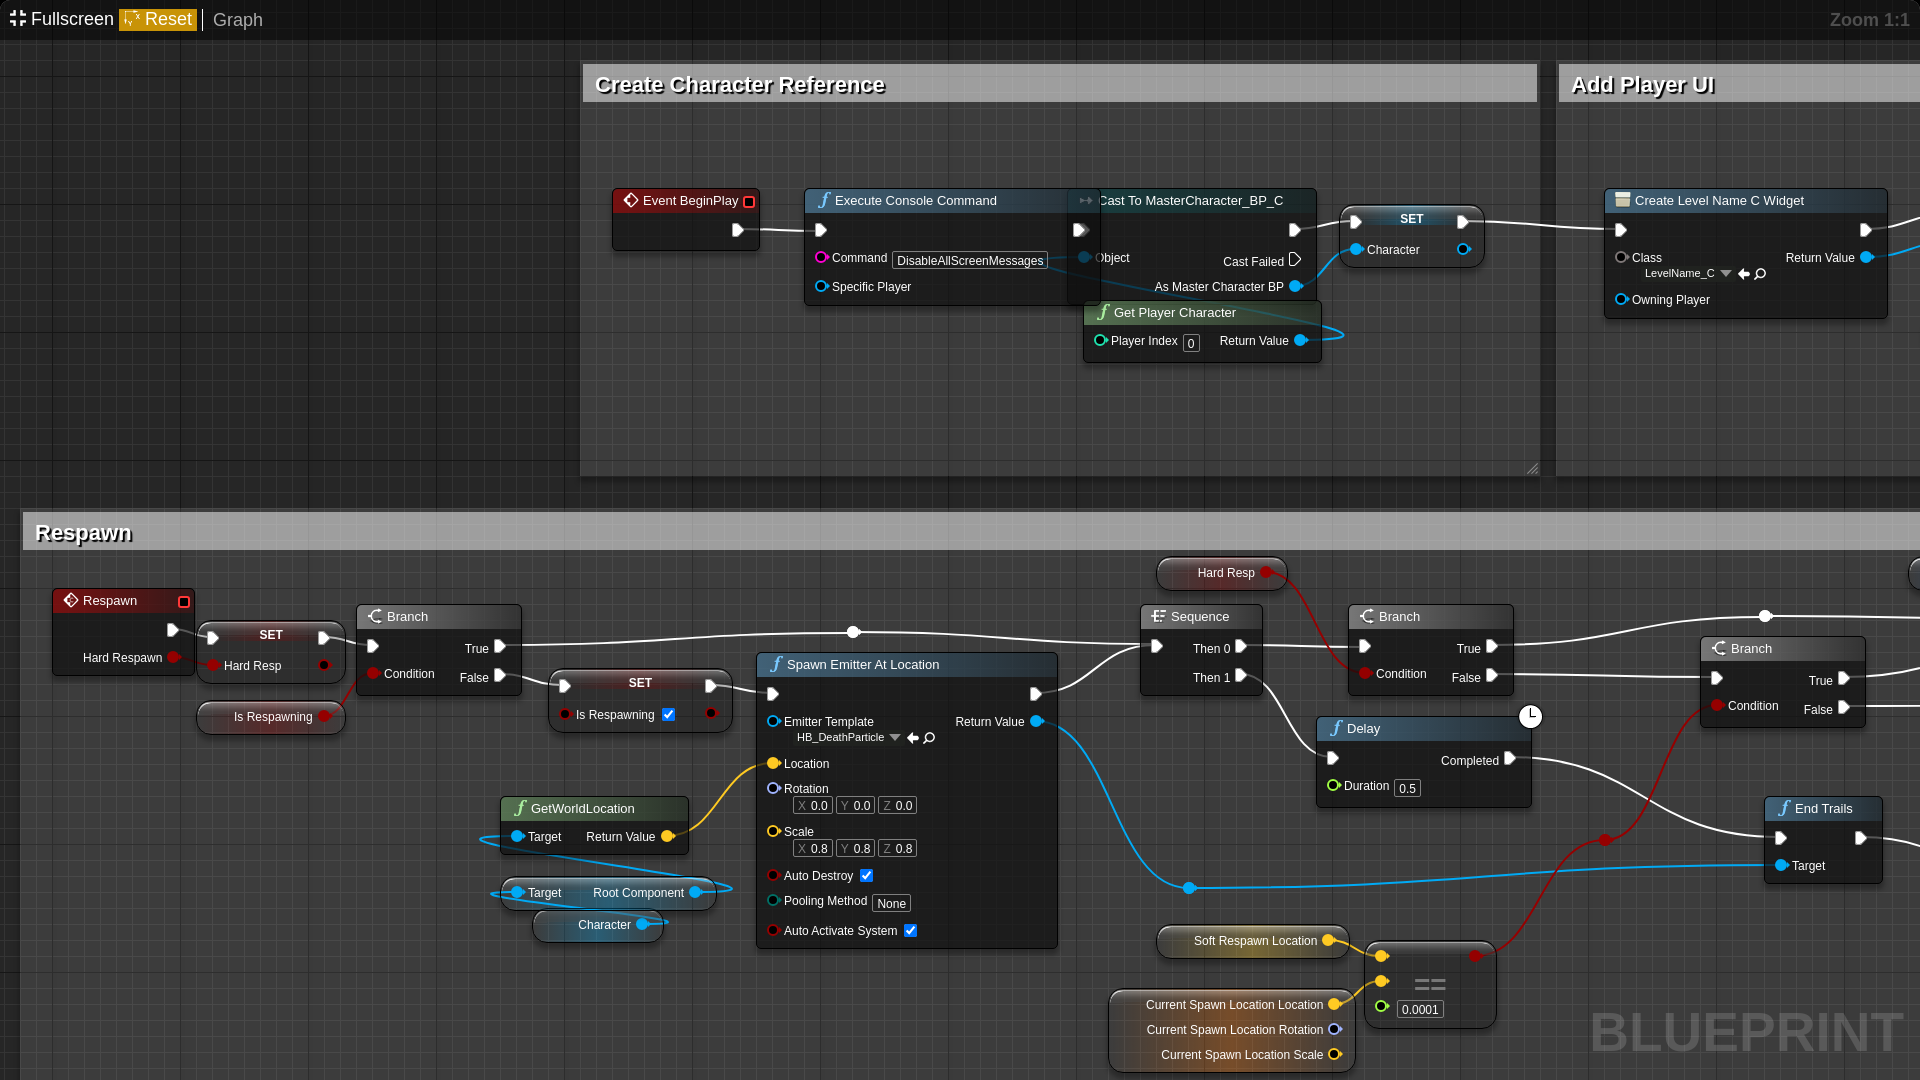 Fullscreen Reset Graph
Zoom 1:1
Create Character Reference
Add Player UI
Event BeginPlay
Execute Console Command
Command DisableAllScreenMessages
Specific Player
Cast To MasterCharacter_BP_C
Object
Cast Failed
As Master Character BP
Get Player Character
Player Index 0
Return Value
SET
Character
Create Level Name C Widget
Class
LevelName_C
Return Value
Owning Player
Respawn
Respawn
Hard Respawn
SET
Hard Resp
Is Respawning
Branch
True
Condition
False
SET
Is Respawning
Spawn Emitter At Location
Emitter Template
HB_DeathParticle
Return Value
Location
Rotation
X 0.0 Y 0.0 Z 0.0
Scale
X 0.8 Y 0.8 Z 0.8
Auto Destroy
Pooling Method None
Auto Activate System
GetWorldLocation
Target Return Value
Target Root Component
Character
Hard Resp
Sequence
Then 0
Then 1
Branch
True
Condition
False
Delay
Completed
Duration 0.5
Branch
True
Condition
False
End Trails
Target
Soft Respawn Location
Current Spawn Location Location
Current Spawn Location Rotation
Current Spawn Location Scale
==
0.0001
BLUEPRINT